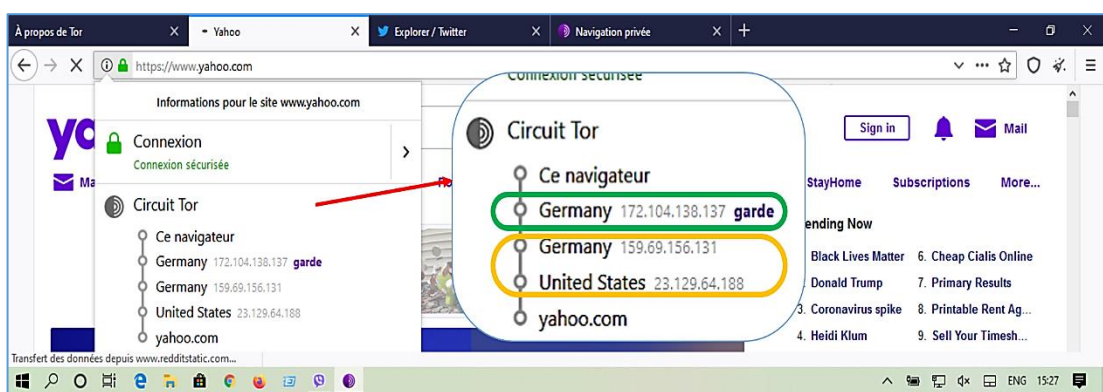 À propos de Tor
Yahoo
Explorer / Twitter
Navigation privée
https://www.yahoo.com
Informations pour le site www.yahoo.com
Connexion
Connexion sécurisée
Circuit Tor
Ce navigateur
Germany 172.104.138.137 garde
Germany 159.69.156.131
United States 23.129.64.188
yahoo.com
Connexion sécurisée
Circuit Tor
Ce navigateur
Germany 172.104.138.137 garde
Germany 159.69.156.131
United States 23.129.64.188
yahoo.com
Sign in
Mail
StayHome Subscriptions More...
Black Lives Matter 6. Cheap Cialis Online
Donald Trump 7. Primary Results
3. Coronavirus spike 8. Printable Rent Ag...
4. Heidi Klum 9. Sell Your Timesh...
Transfert des données depuis www.redditstatic.com...
ENG 15:27